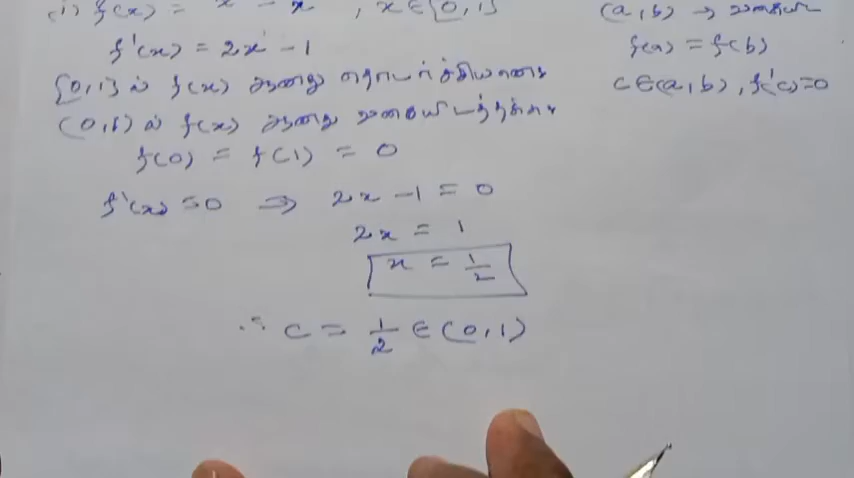 (i) f(x) = x² - x , x ∈ [0,1]
f'(x) = 2x - 1
[0,1] ல் f(x) ஆனது தொடர்ச்சியானது
(0,1) ல் f(x) ஆனது வகையிடத்தக்கது
f(0) = f(1) = 0
f'(x) = 0 ⇒ 2x - 1 = 0
2x = 1
x = 1/2
∴ c = 1/2 ∈ (0,1)
(a,b) →
f(a) = f(b)
c ∈ (a,b), f'(c) = 0